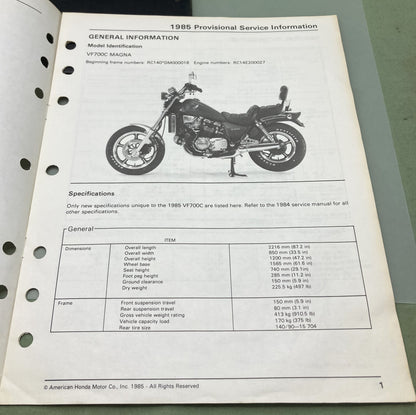 1985 Provisional Service Information
GENERAL INFORMATION
Model Identification
VF700C MAGNA
Beginning frame numbers: RC140*GM000018 Engine numbers: RC14E200027
Specifications
Only new specifications unique to the 1985 VF700C are listed here. Refer to the 1984 service manual for all
other specifications.
General
ITEM
Dimensions Overall length 2216 mm (87.2 in)
Overall width 850 mm (33.5 in)
Overall height 1200 mm (47.2 in)
Wheel base 1565 mm (61.6 in)
Seat height 740 mm (29.1in)
Foot peg height 285 mm (11.2 in)
Ground clearance 150 mm (5.9 in)
Dry weight 225.5 kg (497 lb)
Frame Front suspension travel 150 mm (5.9 in)
Rear suspension travel 80 mm (3.1 in)
Gross vehicle weight rating 413 kg (910.5 lb)
Vehicle capacity load 170 kg (375 lb)
Rear tire size 140/90—15 70H
© American Honda Motor Co., Inc. 1985 - All Rights Reserved
1